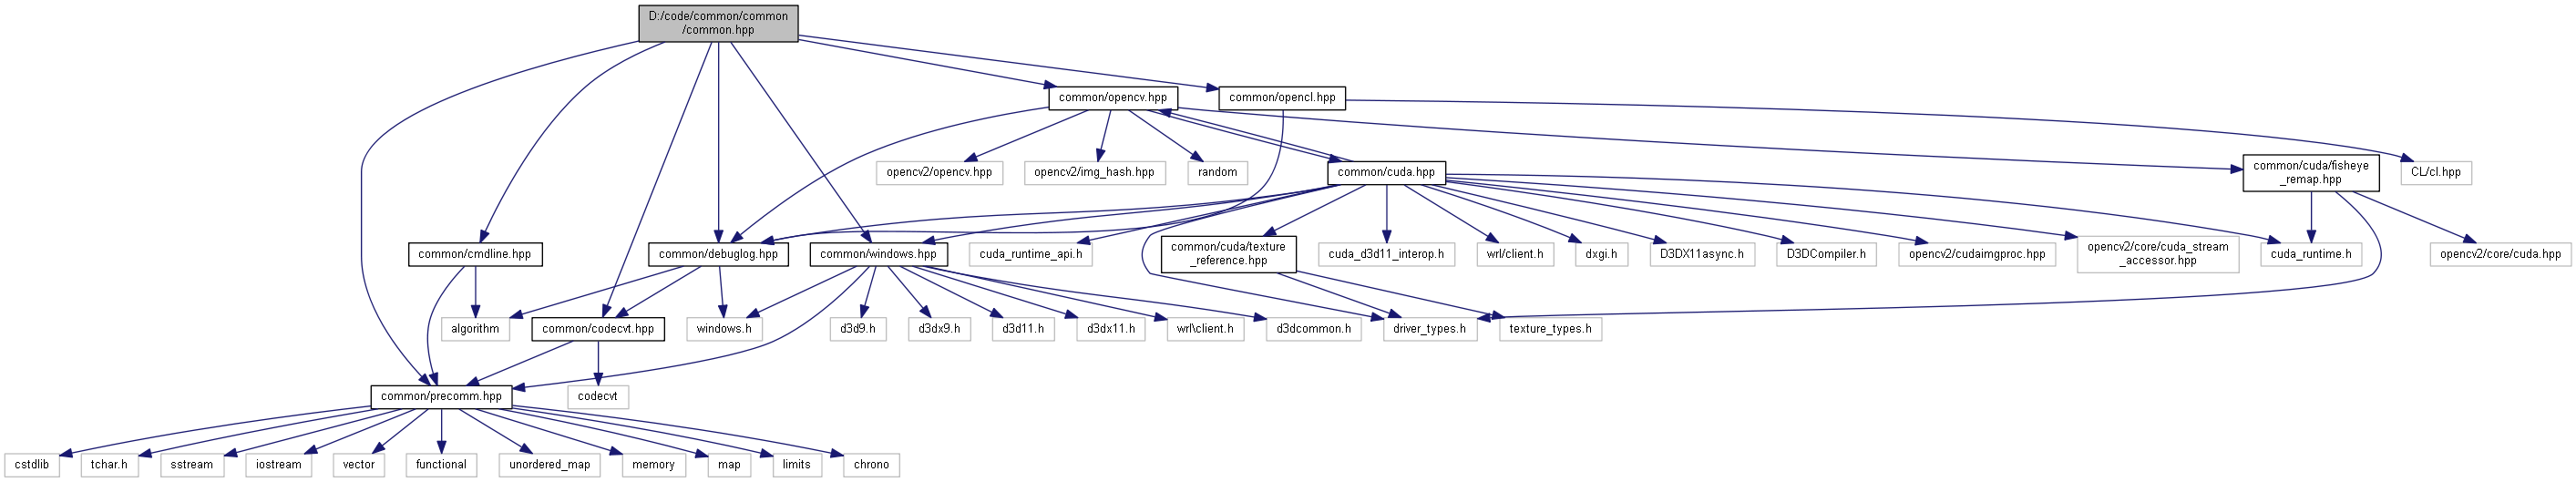 D:/code/common/common
/common.hpp
common/opencv.hpp
common/opencl.hpp
opencv2/opencv.hpp
opencv2/img_hash.hpp
random
common/cuda.hpp
common/cuda/fisheye
_remap.hpp
CL/cl.hpp
common/cmdline.hpp
common/debuglog.hpp
common/windows.hpp
cuda_runtime_api.h
common/cuda/texture
_reference.hpp
cuda_d3d11_interop.h
wrl/client.h
dxgi.h
D3DX11async.h
D3DCompiler.h
opencv2/cudaimgproc.hpp
opencv2/core/cuda_stream
_accessor.hpp
cuda_runtime.h
opencv2/core/cuda.hpp
algorithm
common/codecvt.hpp
windows.h
d3d9.h
d3dx9.h
d3d11.h
d3dx11.h
wrl\client.h
d3dcommon.h
driver_types.h
texture_types.h
common/precomm.hpp
codecvt
cstdlib
tchar.h
sstream
iostream
vector
functional
unordered_map
memory
map
limits
chrono